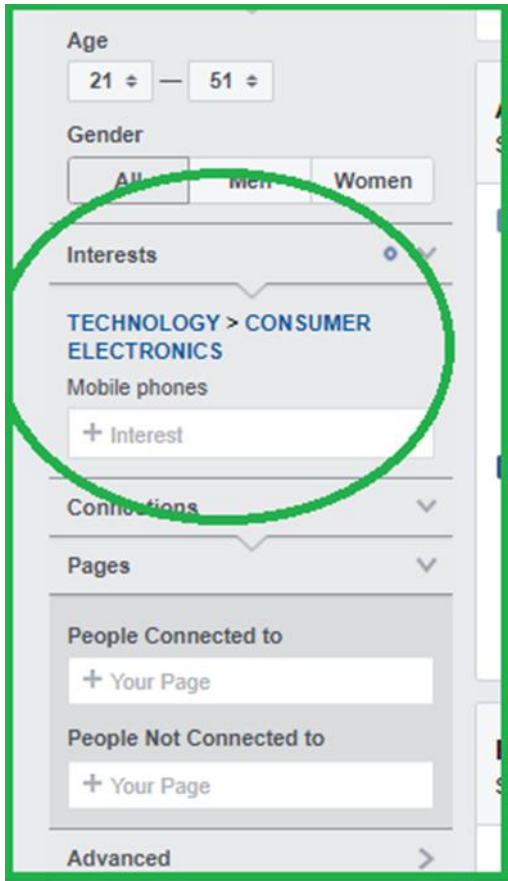 Age
21 — 51
Gender
All Men Women
Interests
TECHNOLOGY > CONSUMER
ELECTRONICS
Mobile phones
+ Interest
Connections
Pages
People Connected to
+ Your Page
People Not Connected to
+ Your Page
Advanced